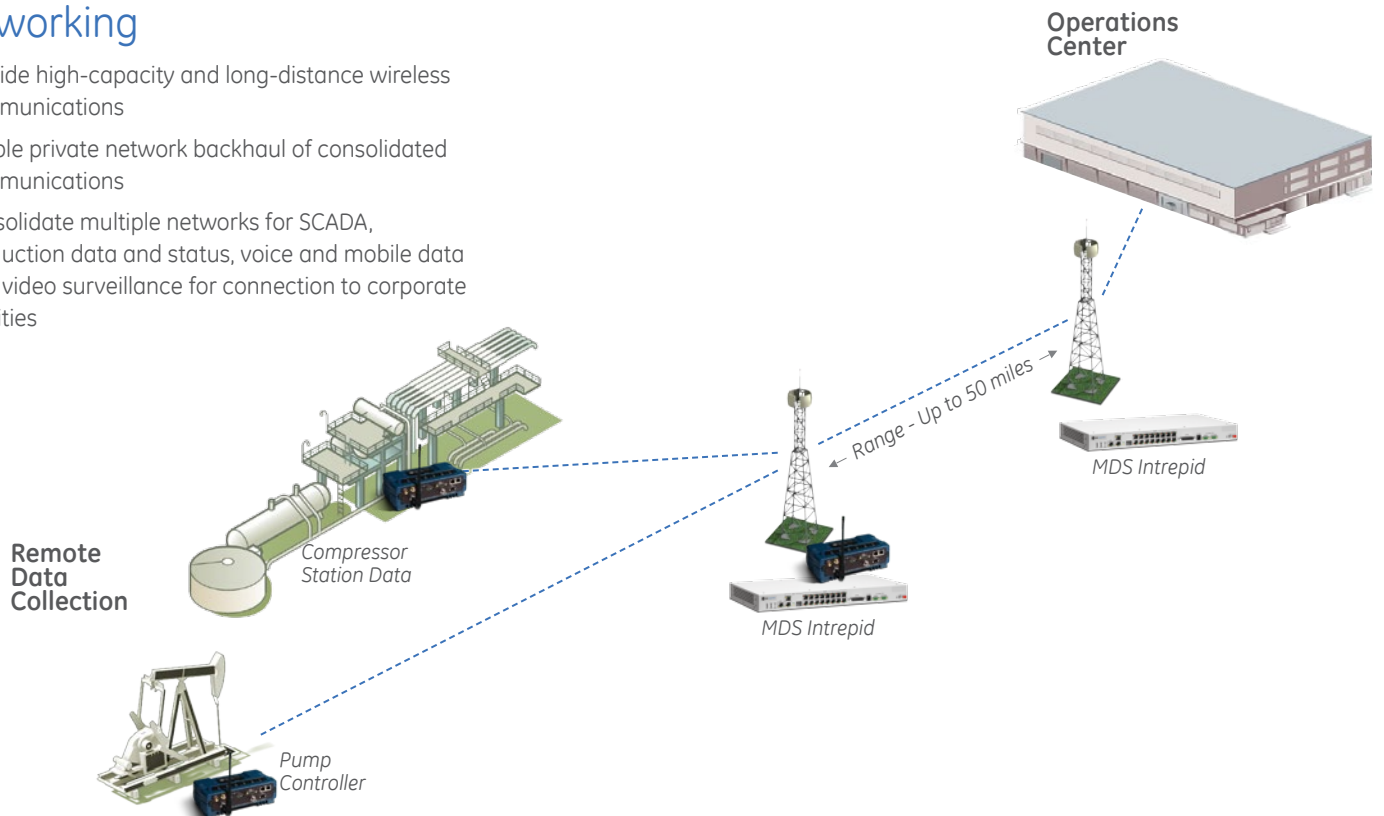 working
ide high-capacity and long-distance wireless
munications
ble private network backhaul of consolidated
munications
solidate multiple networks for SCADA,
uction data and status, voice and mobile data
video surveillance for connection to corporate
ities
Operations
Center
← Range - Up to 50 miles →
MDS Intrepid
Compressor
Station Data
Remote
Data
Collection
MDS Intrepid
Pump
Controller